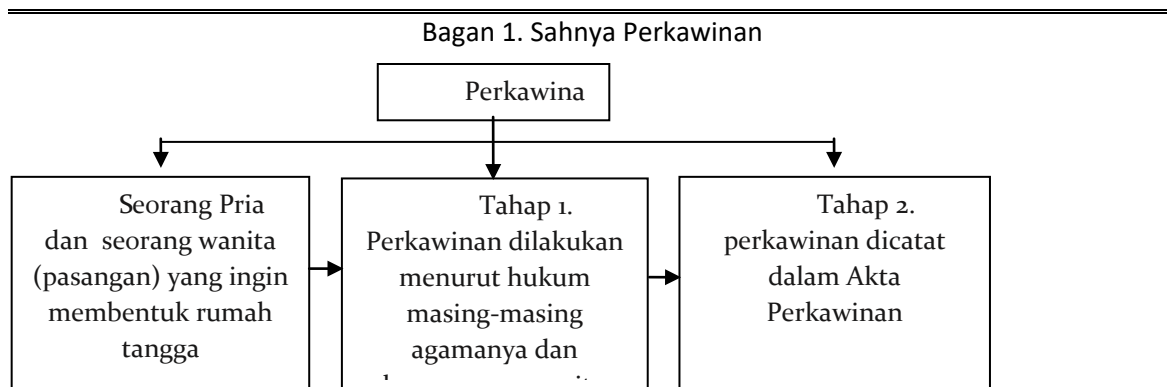 Bagan 1. Sahnya Perkawinan
Perkawina
Seorang Pria
dan seorang wanita
(pasangan) yang ingin
membentuk rumah
tangga
Tahap 1.
Perkawinan dilakukan
menurut hukum
masing-masing
agamanya dan
Tahap 2.
perkawinan dicatat
dalam Akta
Perkawinan